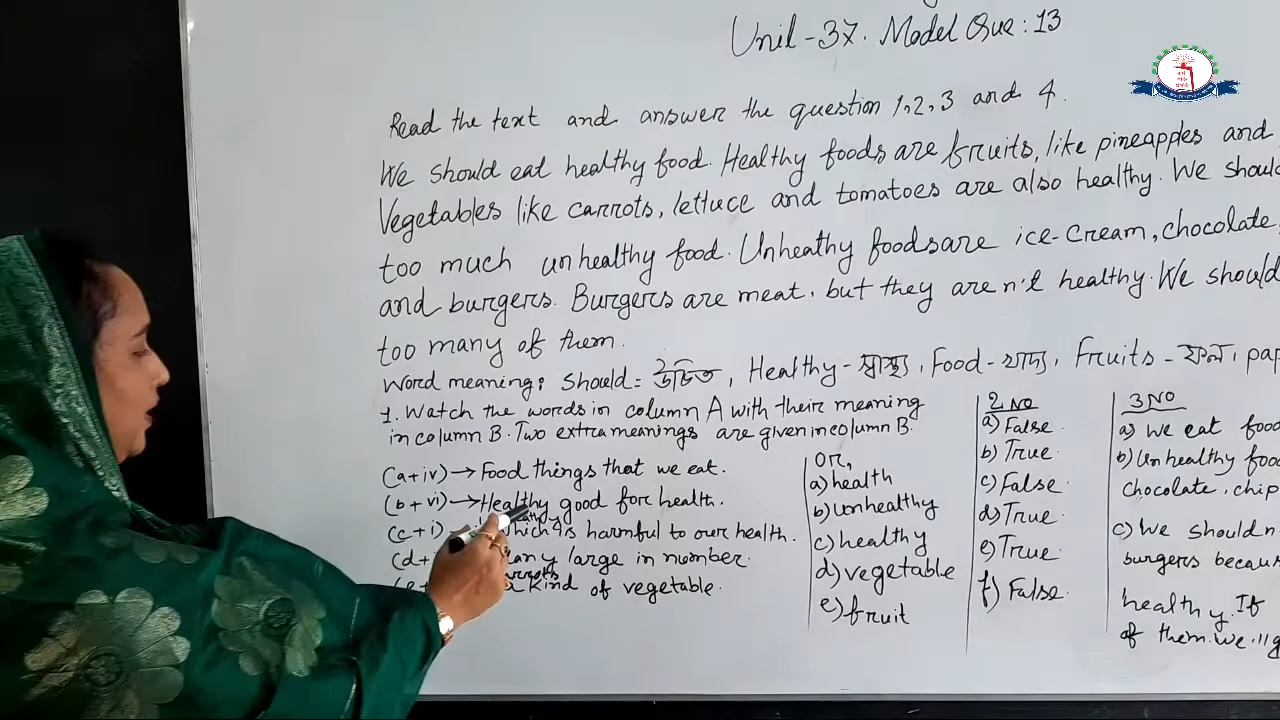 Unil-37. Model Que: 13
Read the text and answer the question 1,2,3 and 4.
We should eat healthy food. Healthy foods are fruits, like pineapples and
Vegetables like carrots, lettuce and tomatoes are also healthy. We should
too much unhealthy food. Unheathy foods are ice-cream, chocolate,
and burgers. Burgers are meat, but they are n't healthy. We should
too many of them.
Word meaning: should = উচিত, Healthy - স্বাস্থ্য, Food - খাদ্য, Fruits - ফল, pap
1. Watch the words in column A with their meaning
in column B. Two extra meanings are given in column B.
(a+iv) → Food things that we eat.
(b+vi) → Healthy good for health.
(c+i) which is harmful to our health.
(d+ any large in number.
carrots
kind of vegetable.
or,
a) health
b) unhealthy
c) healthy
d) vegetable
e) fruit
2 NO
a) False.
b) True.
c) False.
d) True.
e) True.
f) False.
3 NO
a) We eat food
b) Unhealthy food
chocolate, chip
c) We should n
burgers becau
healthy. If
of them. we'll g